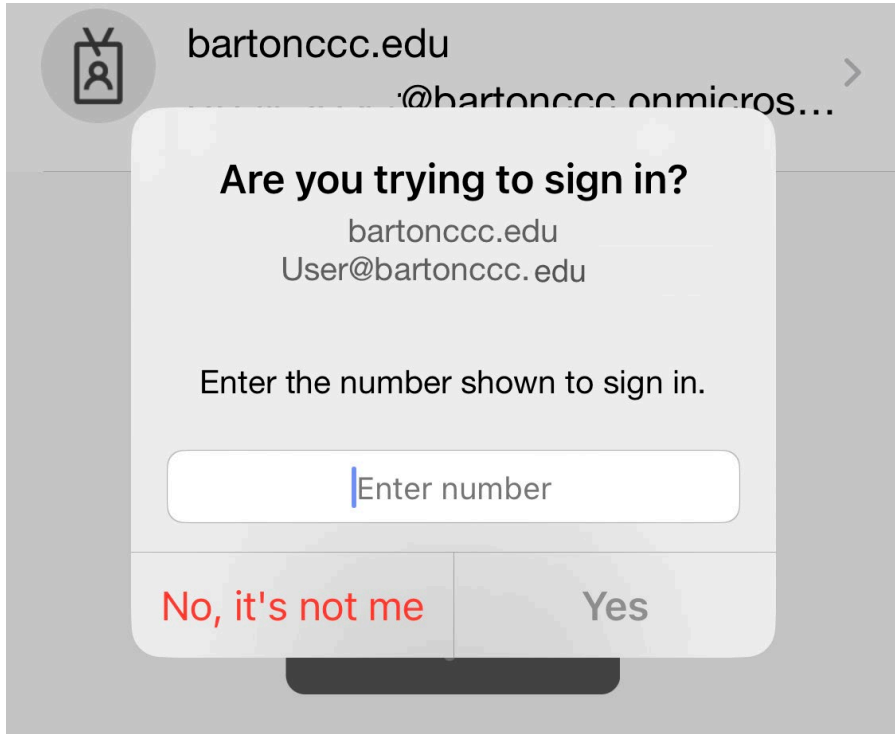 bartonccc.edu
@bartonccc.onmicros...
Are you trying to sign in?
bartonccc.edu
User@bartonccc. edu
Enter the number shown to sign in.
Enter number
No, it's not me
Yes